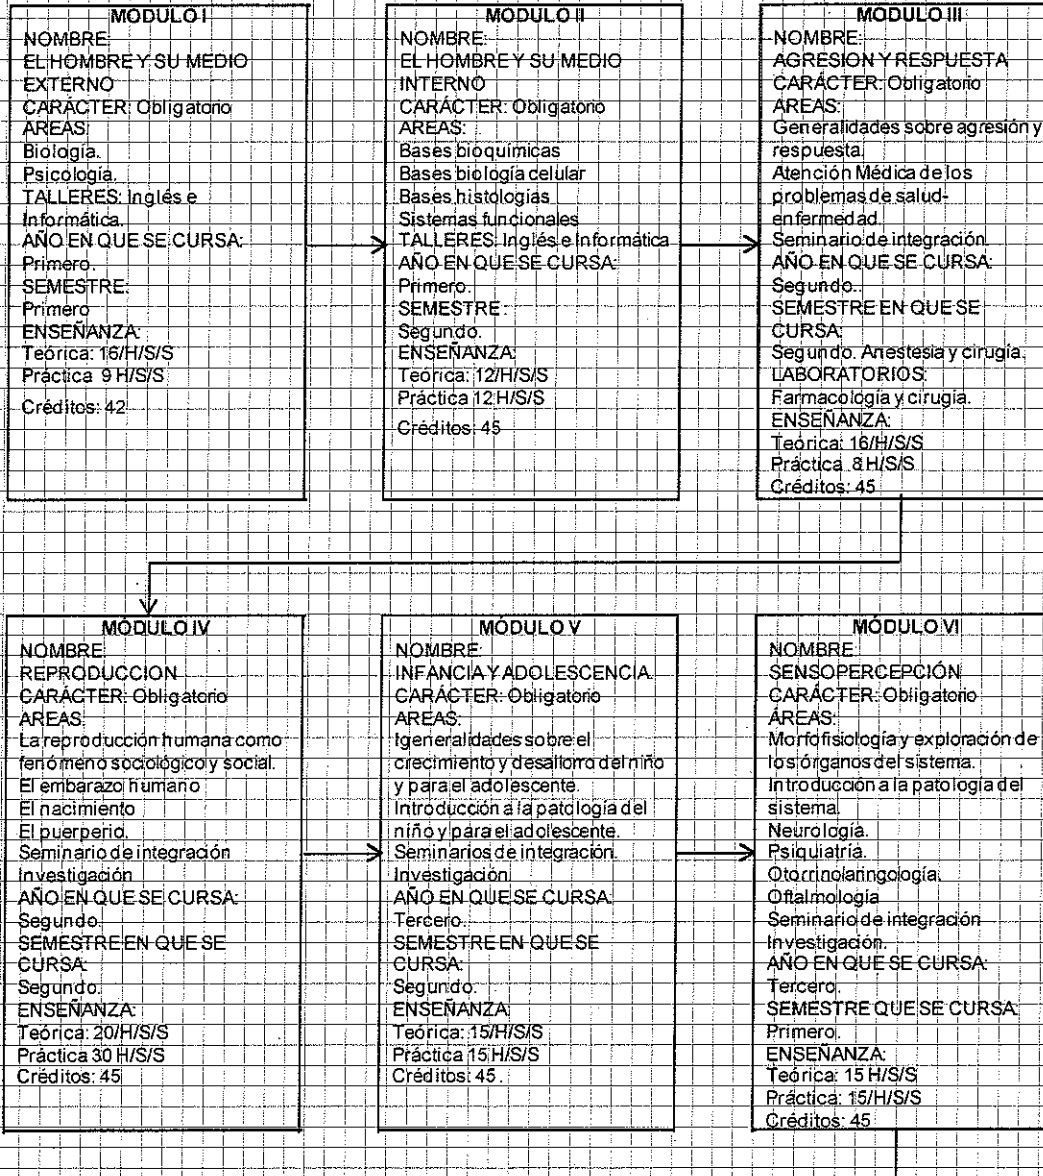 MODULO I
NOMBRE:
EL HOMBRE Y SU MEDIO
EXTERNO
CARÁCTER: Obligatorio
AREAS:
Biología.
Psicología.
TALLERES: Inglés e
Informática.
AÑO EN QUE SE CURSA:
Primero.
SEMESTRE:
Primero
ENSEÑANZA:
Teórica: 16/H/S/S
Práctica 9 H/S/S
Créditos: 42
MODULO II
NOMBRE:
EL HOMBRE Y SU MEDIO
INTERNO
CARÁCTER: Obligatorio
AREAS:
Bases bioquímicas
Bases biología celular
Bases histologías
Sistemas funcionales
TALLERES: Inglés e Informática
AÑO EN QUE SE CURSA:
Primero.
SEMESTRE:
Segundo.
ENSEÑANZA:
Teórica: 12/H/S/S
Práctica 12 H/S/S
Créditos: 45
MODULO III
NOMBRE:
AGRESION Y RESPUESTA
CARÁCTER: Obligatorio
AREAS:
Generalidades sobre agresión y
respuesta.
Atención Médica de los
problemas de salud-
enfermedad.
Seminario de integración.
AÑO EN QUE SE CURSA:
Segundo..
SEMESTRE EN QUE SE
CURSA:
Segundo. Anestesia y cirugía.
LABORATORIOS:
Farmacología y cirugía.
ENSEÑANZA:
Teórica: 16/H/S/S
Práctica 8 H/S/S
Créditos: 45
MÓDULO IV
NOMBRE:
REPRODUCCION
CARÁCTER: Obligatorio
AREAS:
La reproducción humana como
fenómeno sociológico y social.
El embarazo humano
El nacimiento
El puerperio.
Seminario de integración
Investigación
AÑO EN QUE SE CURSA:
Segundo
SEMESTRE EN QUE SE
CURSA:
Segundo.
ENSEÑANZA:
Teórica: 20/H/S/S
Práctica 30 H/S/S
Créditos: 45
MÓDULO V
NOMBRE:
INFANCIA Y ADOLESCENCIA.
CARÁCTER: Obligatorio
AREAS:
Igeneralidades sobre el
crecimiento y desallorro del niño
y para el adolescente.
Introducción a la patología del
niño y para el adolescente.
Seminarios de integración.
Investigación
AÑO EN QUE SE CURSA:
Tercero.
SEMESTRE EN QUE SE
CURSA:
Segundo.
ENSEÑANZA:
Teórica: 15/H/S/S
Práctica 15 H/S/S
Créditos: 45.
MÓDULO VI
NOMBRE:
SENSOPERCEPCIÓN
CARÁCTER: Obligatorio
ÁREAS:
Morfofisiología y exploración de
los órganos del sistema.
Introducción a la patología del
sistema.
Neurología.
Psiquiatría.
Otorrinolaringología.
Oftalmología
Seminario de integración
Investigación.
AÑO EN QUE SE CURSA:
Tercero.
SEMESTRE QUE SE CURSA:
Primero.
ENSEÑANZA:
Teórica: 15 H/S/S
Práctica: 15/H/S/S
Créditos: 45